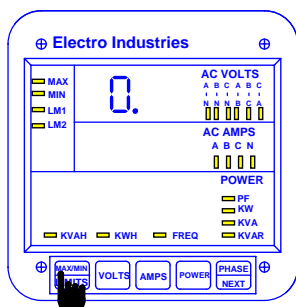 Electro Industries
MAX
MIN
LM1
LM2
0.
AC VOLTS
A B C A B C
N N N B C A
AC AMPS
A B C N
POWER
PF
KW
KVA
KVAR
KVAH
KWH
FREQ
MAX/MIN
LIMITS
VOLTS
AMPS
POWER
PHASE
NEXT